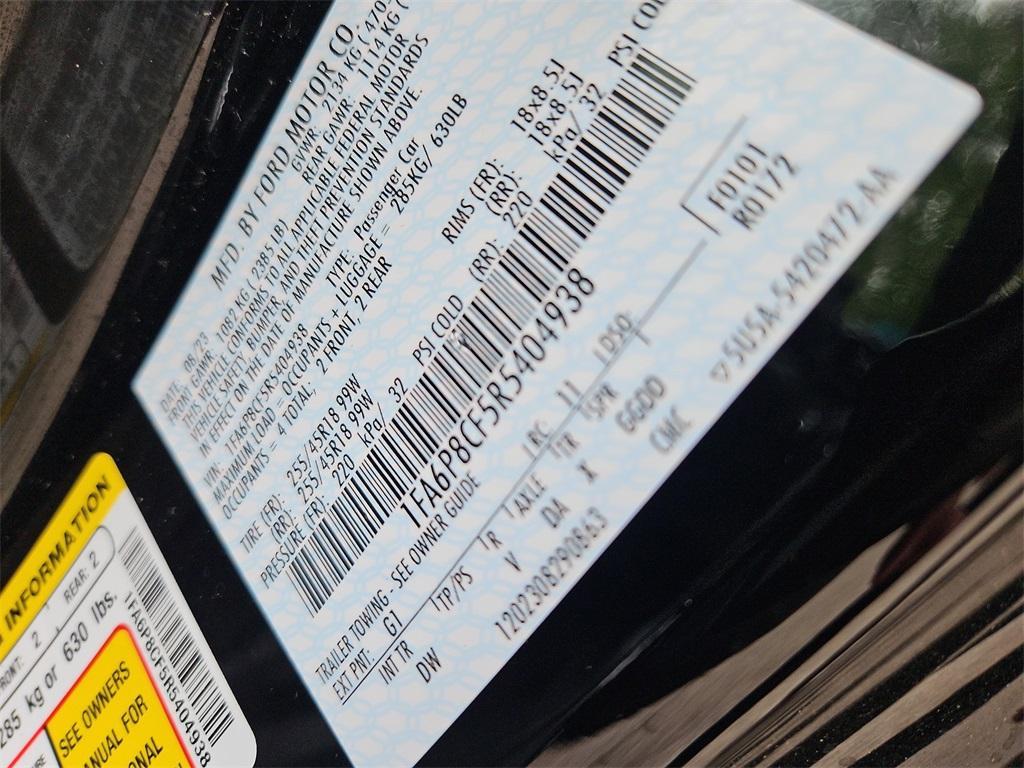 MFD. BY FORD MOTOR CO.
DATE: 08/23
GVWR: 2134 KG ( 470
FRONT GAWR: 1082 KG ( 2385 LB)
REAR GAWR: 1114 KG (
THIS VEHICLE CONFORMS TO ALL APPLICABLE FEDERAL MOTOR
VEHICLE SAFETY, BUMPER, AND THEFT PREVENTION STANDARDS
IN EFFECT ON THE DATE OF MANUFACTURE SHOWN ABOVE.
VIN: 1FA6P8CF5R5404938
TYPE: Passenger Car
MAXIMUM LOAD = OCCUPANTS + LUGGAGE = 285KG/ 630LB
OCCUPANTS = 4 TOTAL; 2 FRONT, 2 REAR
TIRE (FR): 255/45R18 99W RIMS (FR): 18x8.5J
(RR): 255/45R18 99W (RR): 18x8.5J
PRESSURE (FR): 220 kPa/ 32 PSI COLD (RR): 220 kPa/ 32 PSI COL
1FA6P8CF5R5404938
TRAILER TOWING - SEE OWNER GUIDE
F0101
R0172
EXT PNT: G1 RC: 11 DSO:
INT TR TP/PS R AXLE TR SPR
DW V DA X GGDD
CMC
1202308290863
5U5A-5420472-AA
INFORMATION
FRONT: 2 REAR: 2
285 kg or 630 lbs.
1FA6P8CF5R5404938
SEE OWNERS
MANUAL FOR